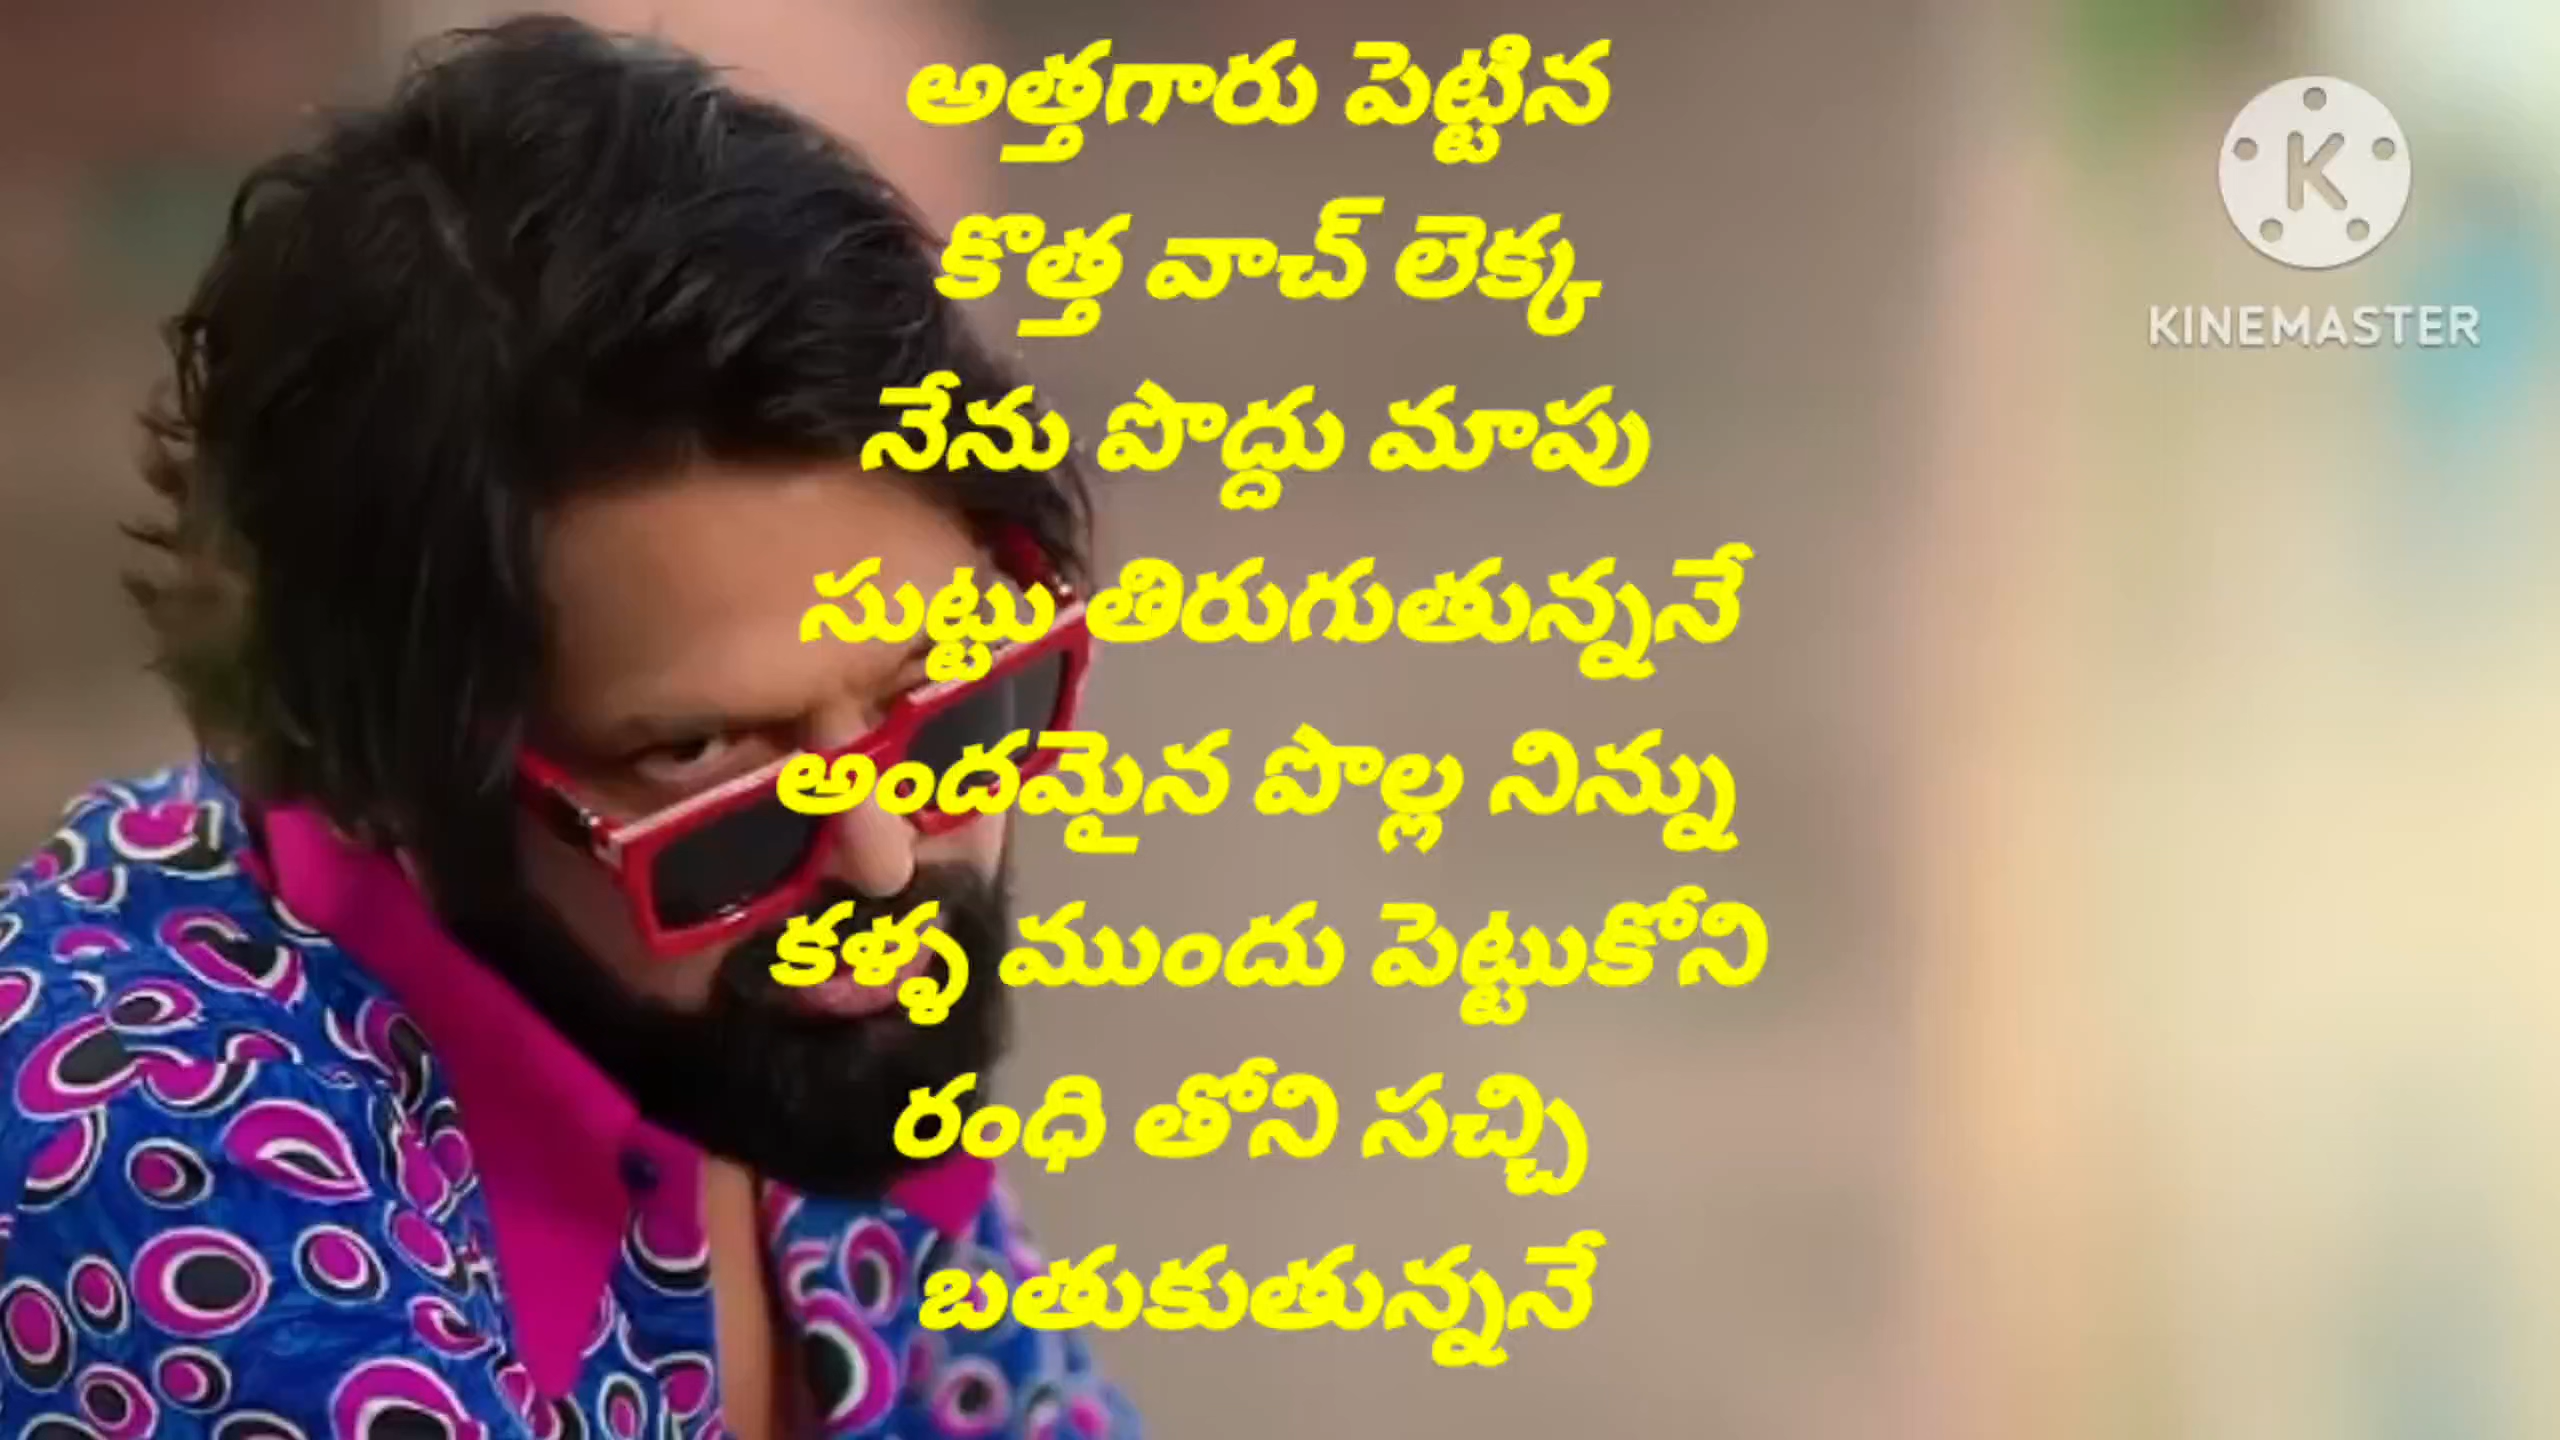 అత్తగారు పెట్టిన
కొత్త వాచ్ లెక్క
నేను పొద్దు మాపు
సుట్టు తిరుగుతున్ననే
అందమైన పొల్ల నిన్ను
కళ్ళ ముందు పెట్టుకోని
రంధి తోని సచ్చి
బతుకుతున్ననే
K
KINEMASTER